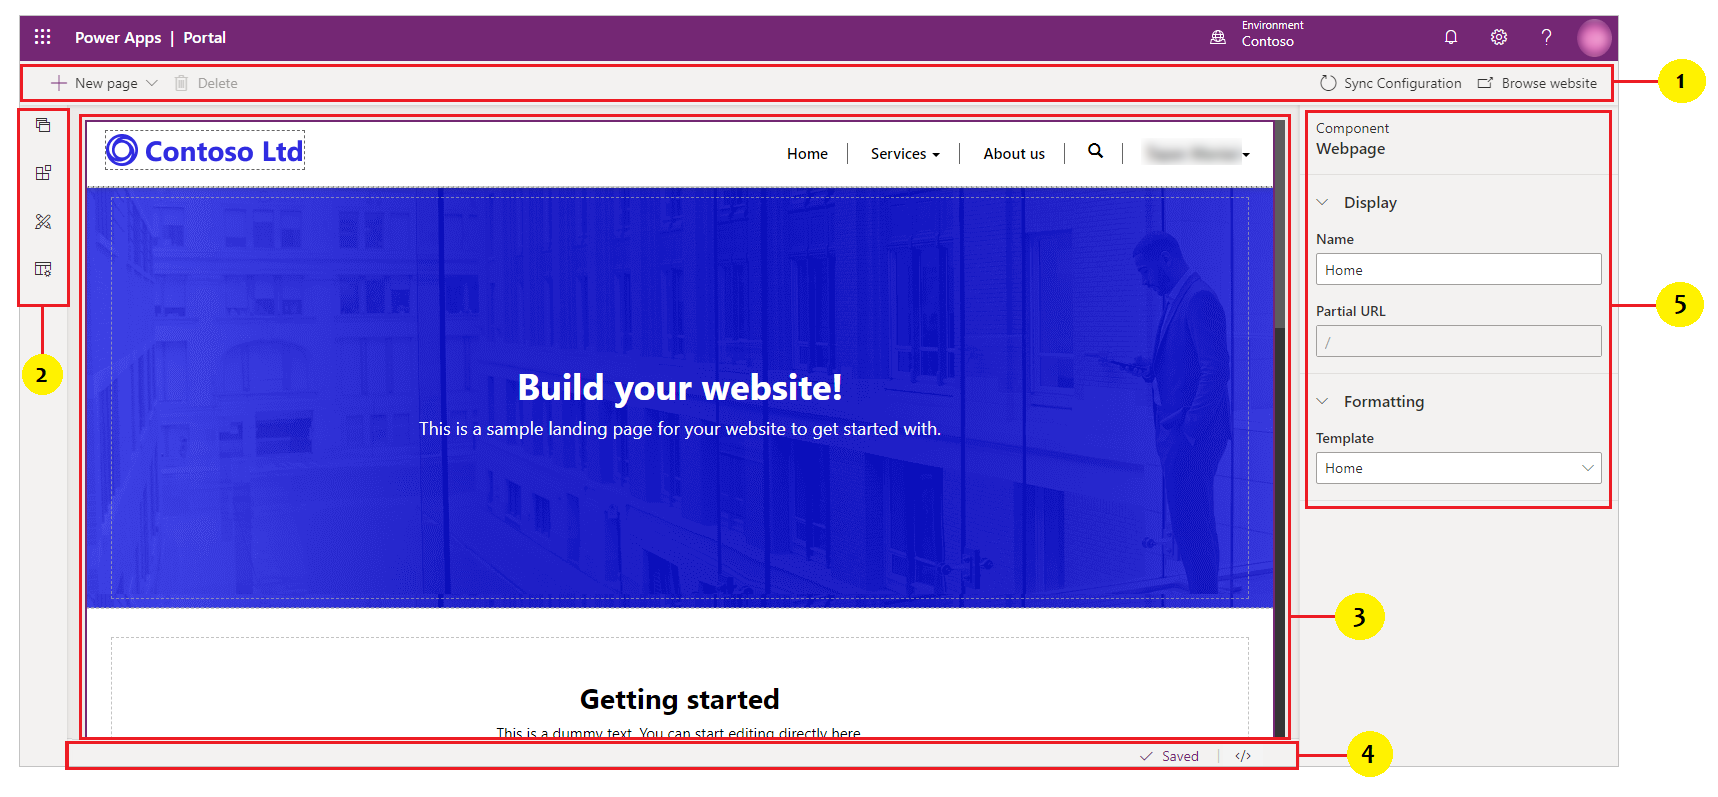 Power Apps | Portal
Environment
Contoso
New page
Delete
Sync Configuration
Browse website
1
Contoso Ltd
Home
Services
About us
Component
Webpage
Display
Name
Home
Partial URL
/
Formatting
Template
Home
5
2
Build your website!
This is a sample landing page for your website to get started with.
3
Getting started
This is a dummy text. You can start editing directly here
Saved
</>
4